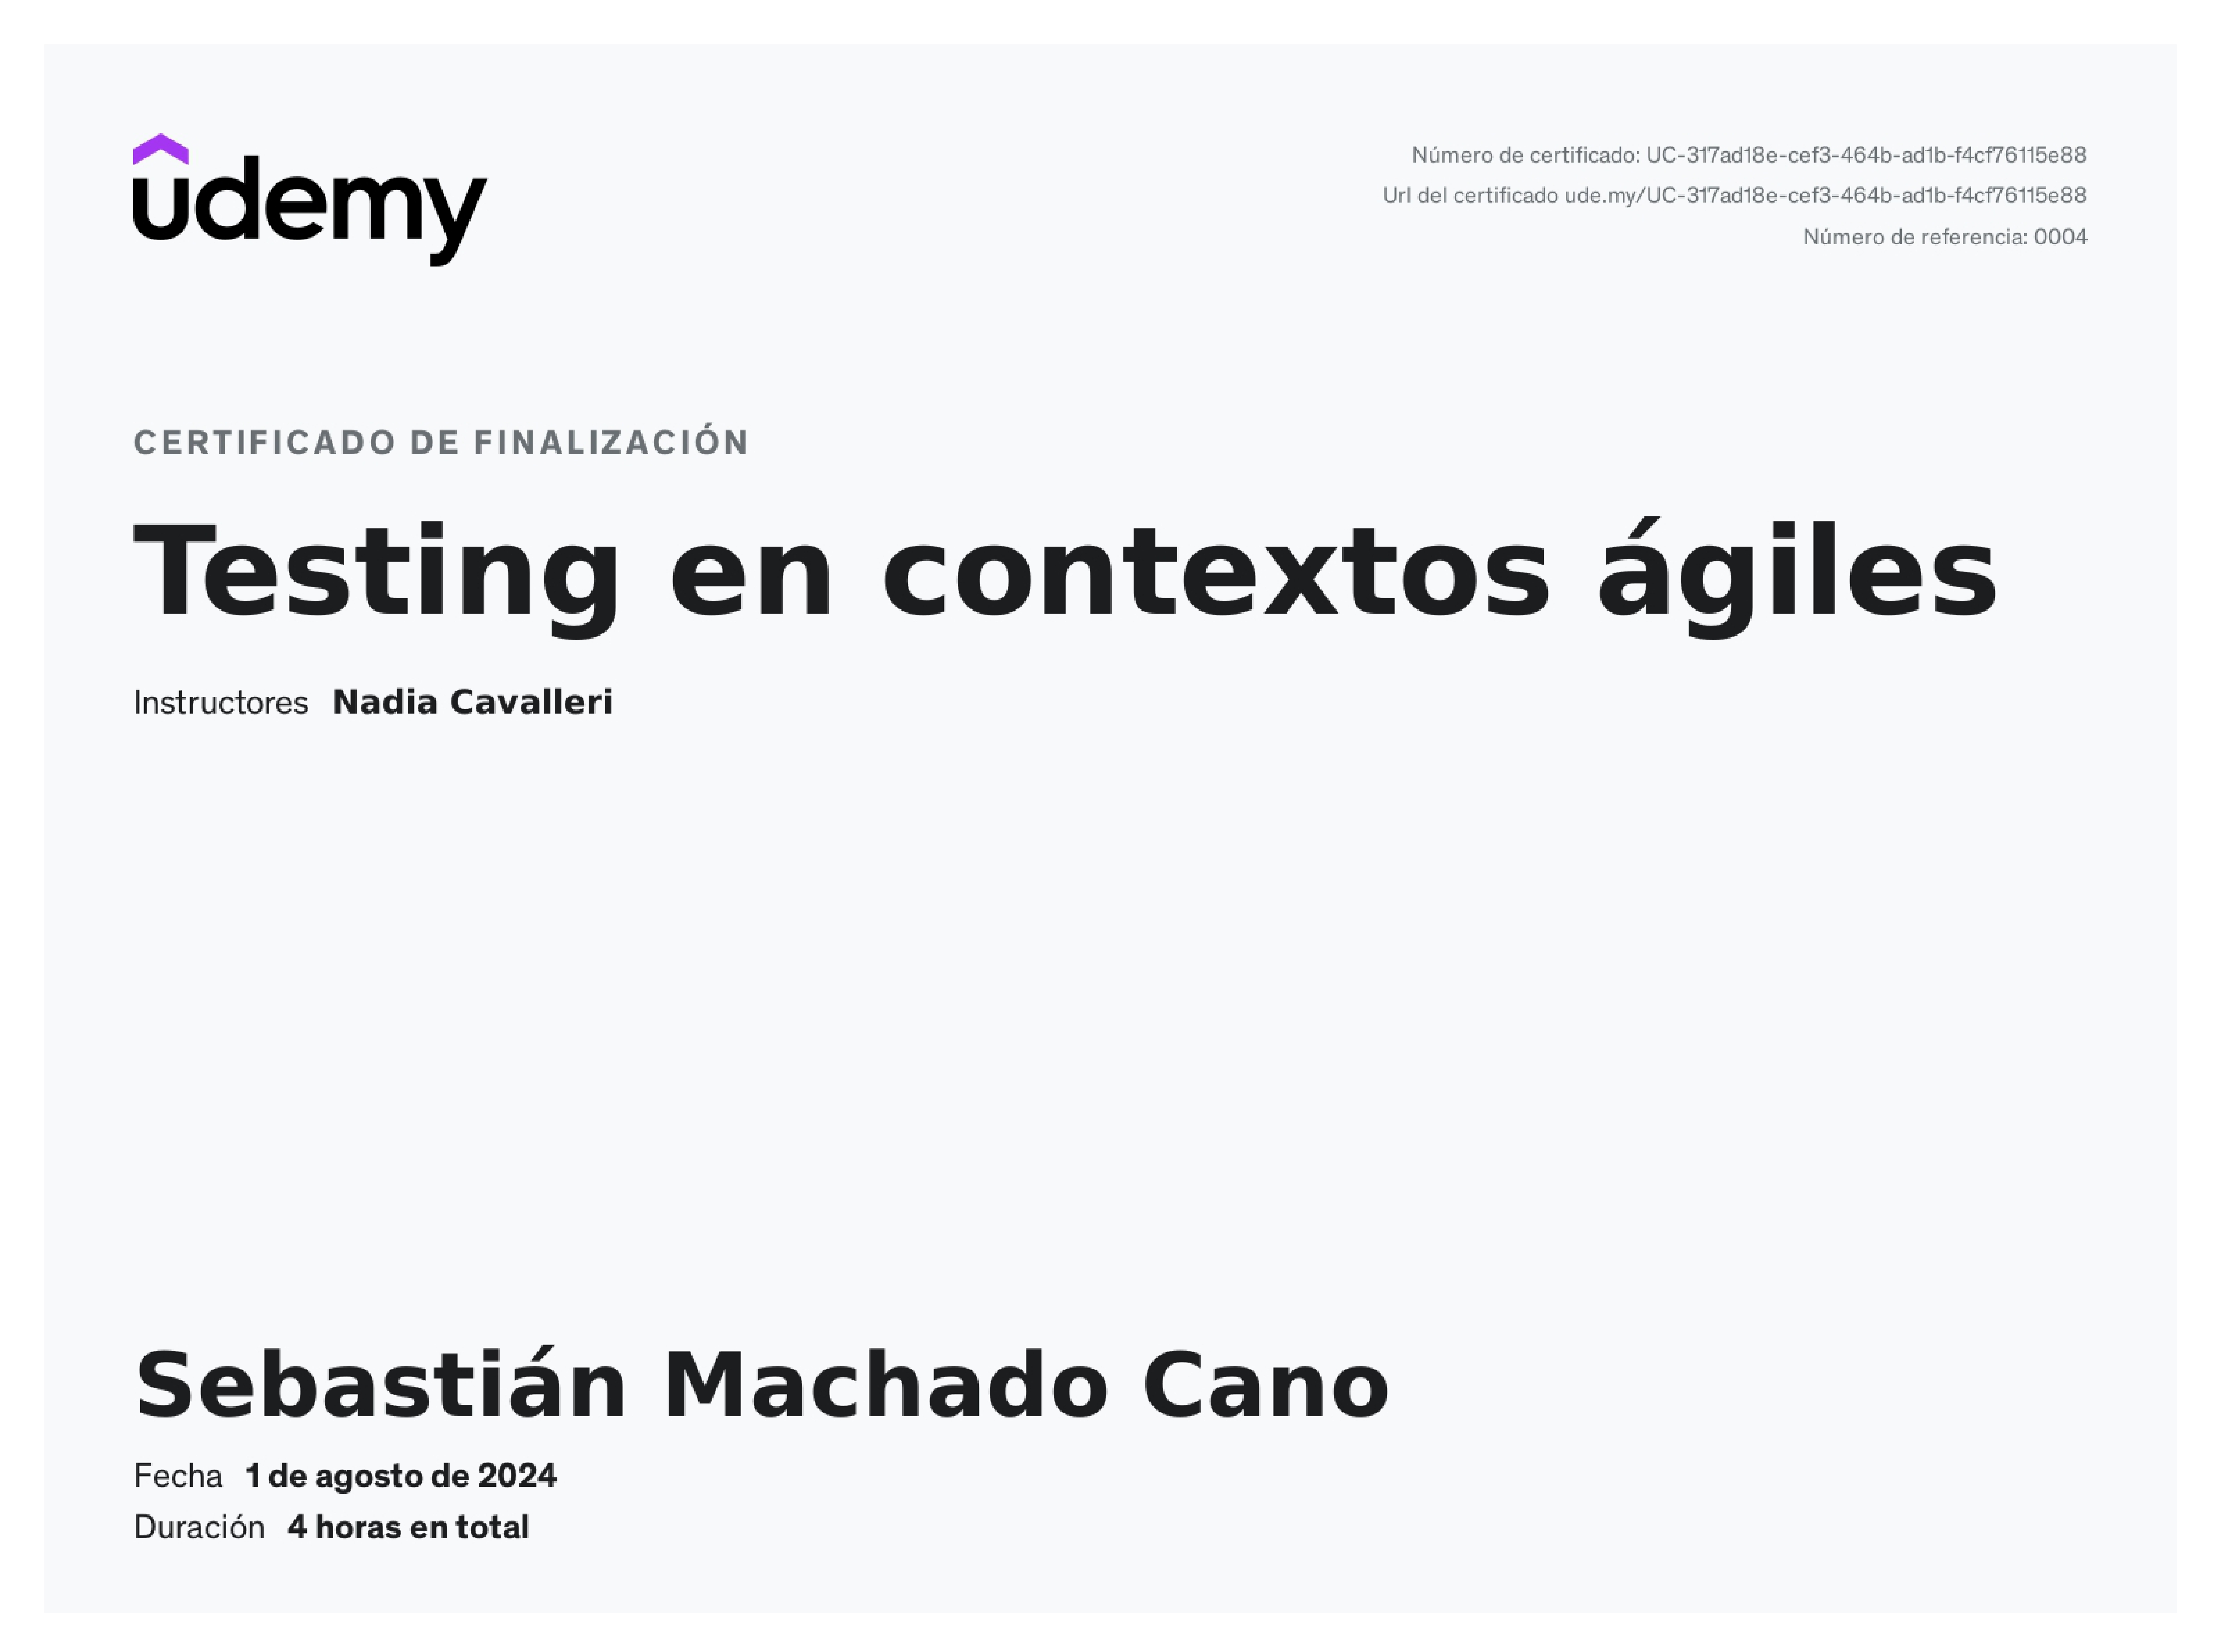 udemy
Número de certificado: UC-317ad18e-cef3-464b-ad1b-f4cf76115e88
Url del certificado ude.my/UC-317ad18e-cef3-464b-ad1b-f4cf76115e88
Número de referencia: 0004
CERTIFICADO DE FINALIZACIÓN
Testing en contextos ágiles
Instructores Nadia Cavalleri
Sebastián Machado Cano
Fecha 1 de agosto de 2024
Duración 4 horas en total